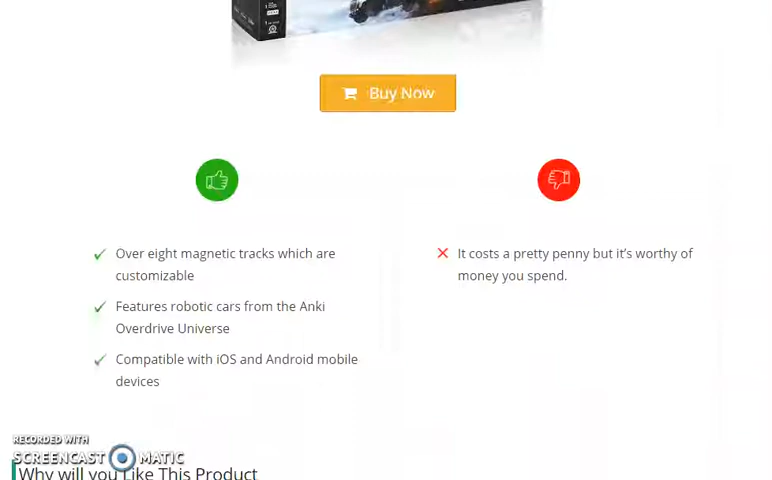 Buy Now
Over eight magnetic tracks which are
customizable
Features robotic cars from the Anki
Overdrive Universe
Compatible with iOS and Android mobile
devices
It costs a pretty penny but it’s worthy of
money you spend.
RECORDED WITH
SCREENCAST MATIC
Why will you Like This Product